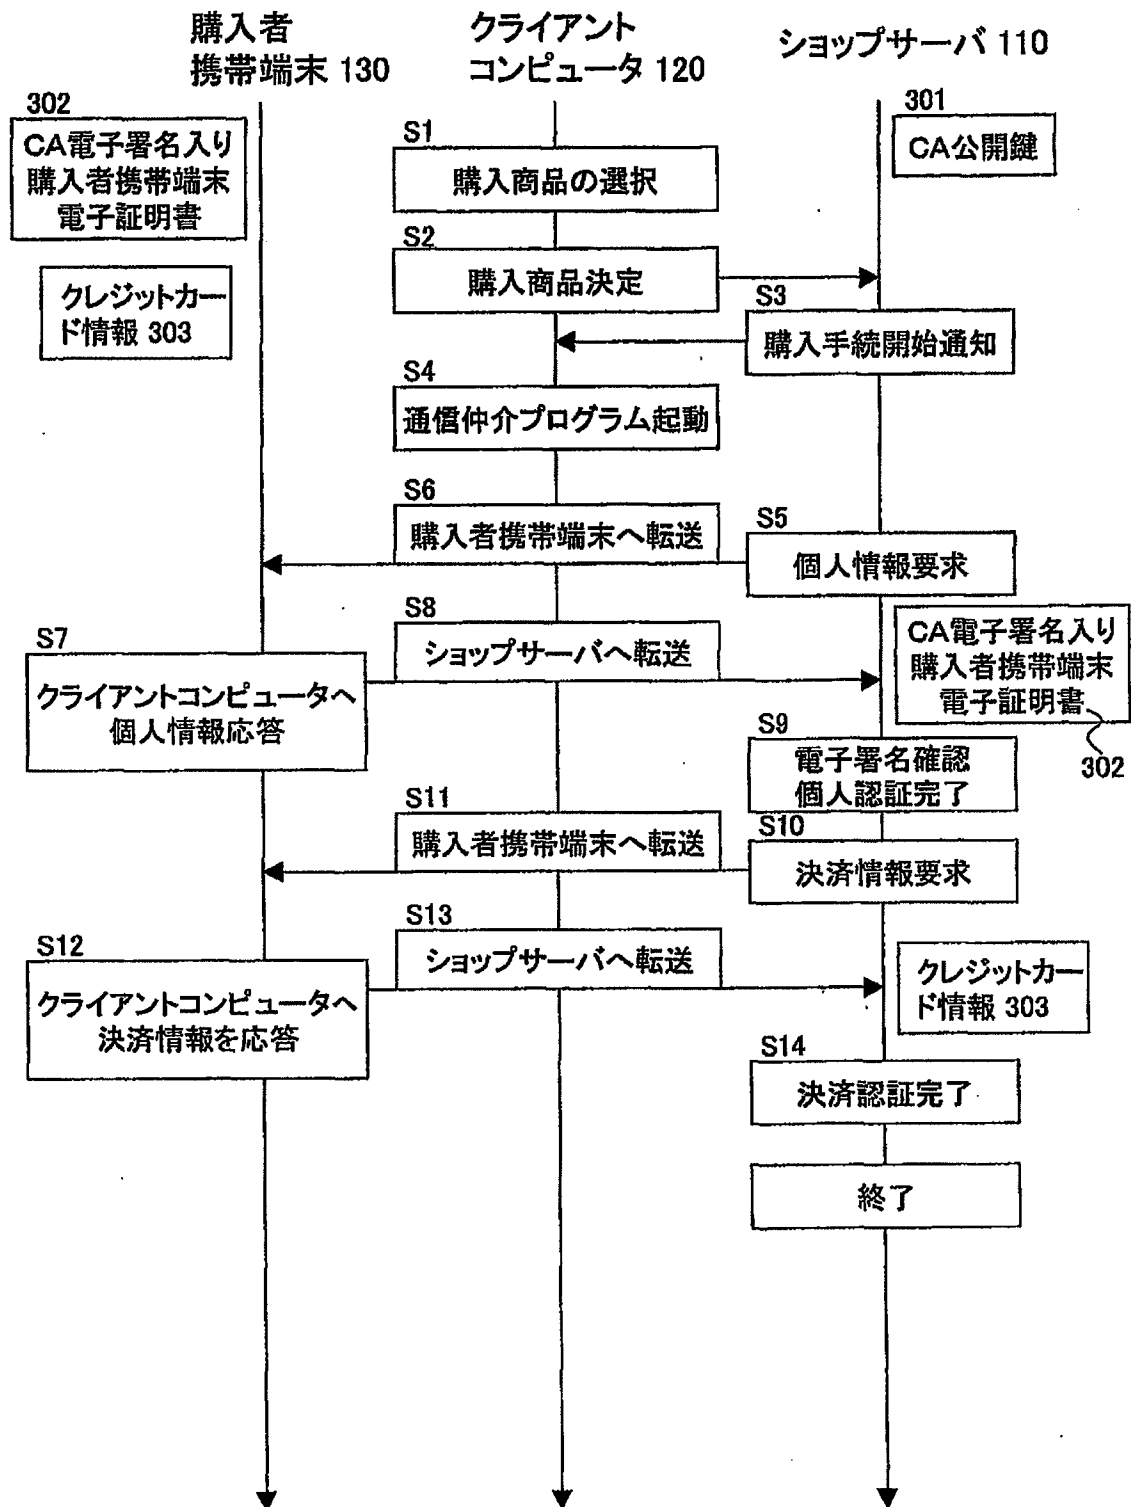 購入者
携帯端末 130
クライアント
コンピュータ 120
ショップサーバ 110
302
CA電子署名入り
購入者携帯端末
電子証明書
301
CA公開鍵
S1
購入商品の選択
S2
購入商品決定
クレジットカー
ド情報 303
S3
購入手続開始通知
S4
通信仲介プログラム起動
S6
購入者携帯端末へ転送
S5
個人情報要求
S8
ショップサーバへ転送
S7
クライアントコンピュータへ
個人情報応答
CA電子署名入り
購入者携帯端末
電子証明書
302
S9
電子署名確認
個人認証完了
S11
購入者携帯端末へ転送
S10
決済情報要求
S13
ショップサーバへ転送
S12
クライアントコンピュータへ
決済情報を応答
クレジットカー
ド情報 303
S14
決済認証完了
終了